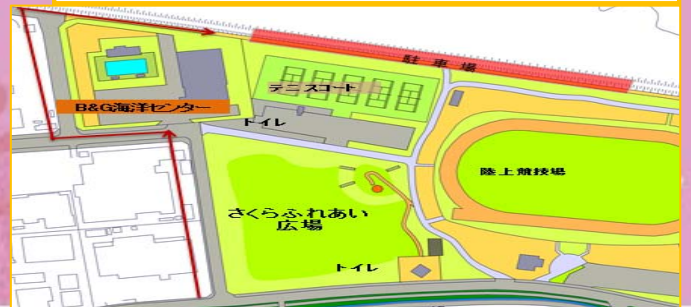 駐車場
テニスコート
B&G海洋センター
トイレ
陸上競技場
さくらふれあい
広場
トイレ